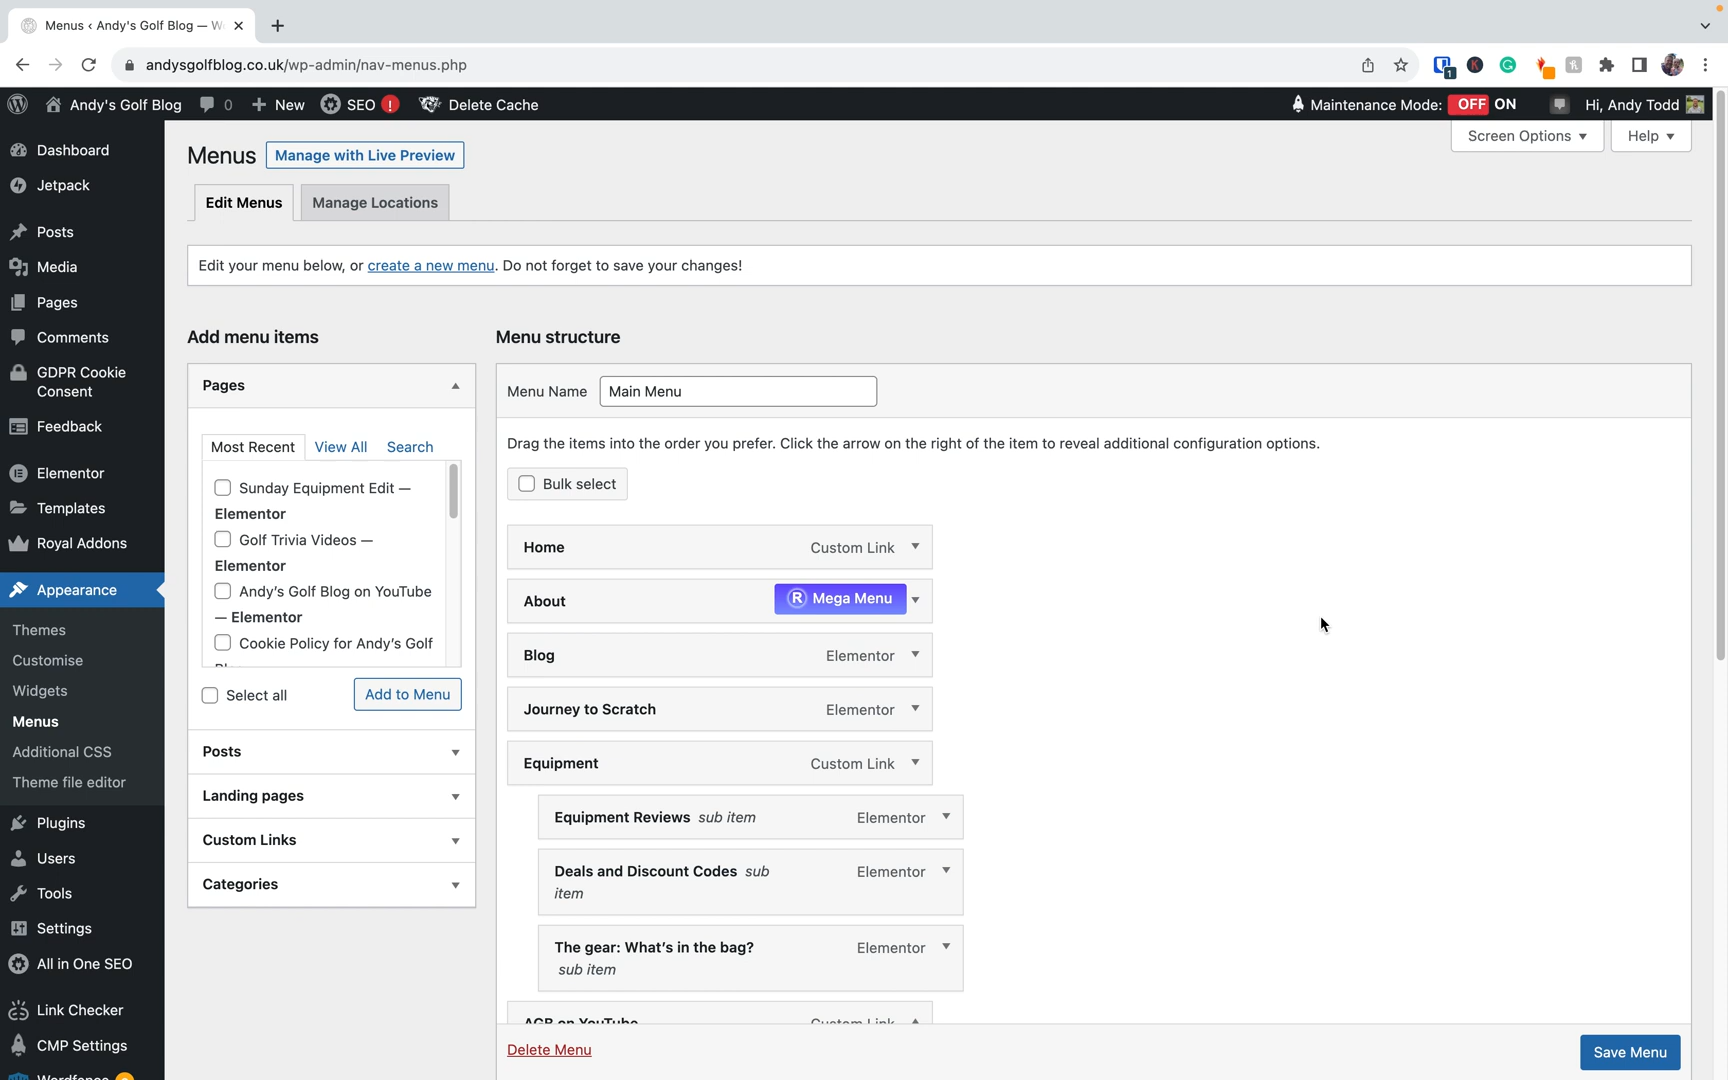 Menus ‹ Andy's Golf Blog — W
andysgolfblog.co.uk/wp-admin/nav-menus.php
1
Andy's Golf Blog
0
New
SEO !
Delete Cache
Maintenance Mode: OFF ON
Hi, Andy Todd
Dashboard
Jetpack
Posts
Media
Pages
Comments
GDPR Cookie
Consent
Feedback
Elementor
Templates
Royal Addons
Appearance
Themes
Customise
Widgets
Menus
Additional CSS
Theme file editor
Plugins
Users
Tools
Settings
All in One SEO
Link Checker
CMP Settings
Wordfence
Menus
Manage with Live Preview
Screen Options
Help
Edit Menus
Manage Locations
Edit your menu below, or create a new menu. Do not forget to save your changes!
Add menu items
Pages
Most Recent
View All
Search
Sunday Equipment Edit —
Elementor
Golf Trivia Videos —
Elementor
Andy's Golf Blog on YouTube
— Elementor
Cookie Policy for Andy's Golf
Select all
Add to Menu
Posts
Landing pages
Custom Links
Categories
Menu structure
Menu Name Main Menu
Drag the items into the order you prefer. Click the arrow on the right of the item to reveal additional configuration options.
Bulk select
Home Custom Link
About R Mega Menu
Blog Elementor
Journey to Scratch Elementor
Equipment Custom Link
Equipment Reviews sub item Elementor
Deals and Discount Codes sub Elementor
item
The gear: What's in the bag? Elementor
sub item
AGB on YouTube Custom Link
Delete Menu
Save Menu